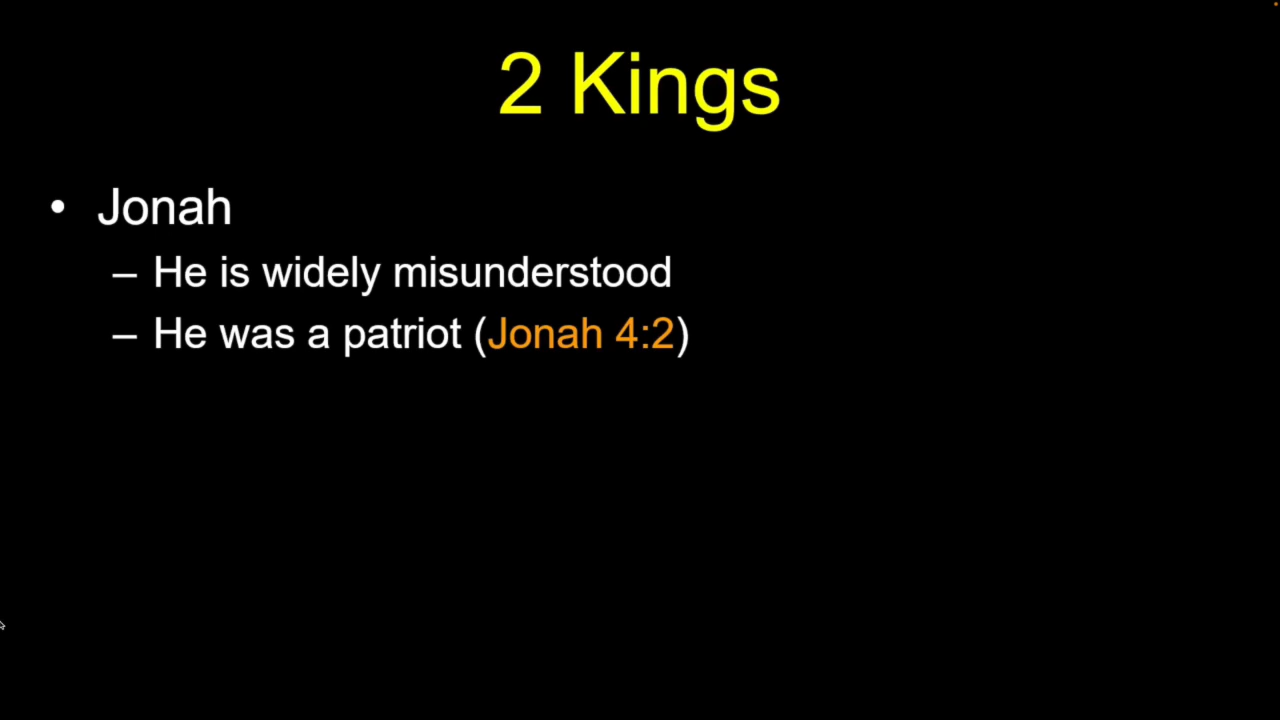 2 Kings
• Jonah
– He is widely misunderstood
– He was a patriot (Jonah 4:2)